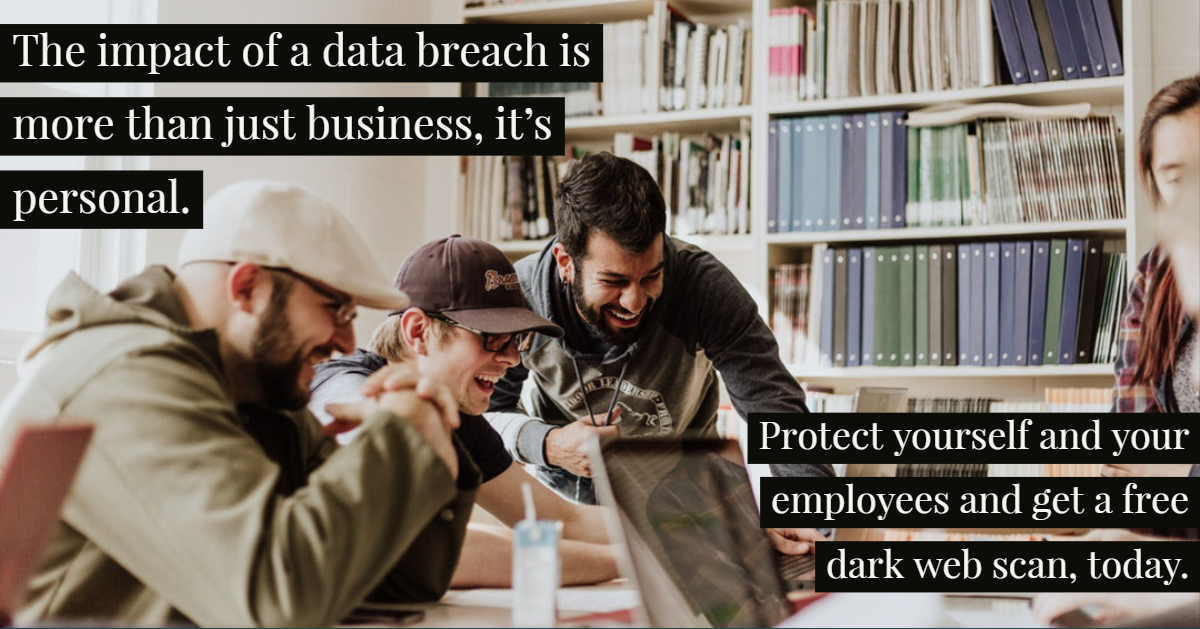 The impact of a data breach is
more than just business, it’s
personal.
Protect yourself and your
employees and get a free
dark web scan, today.